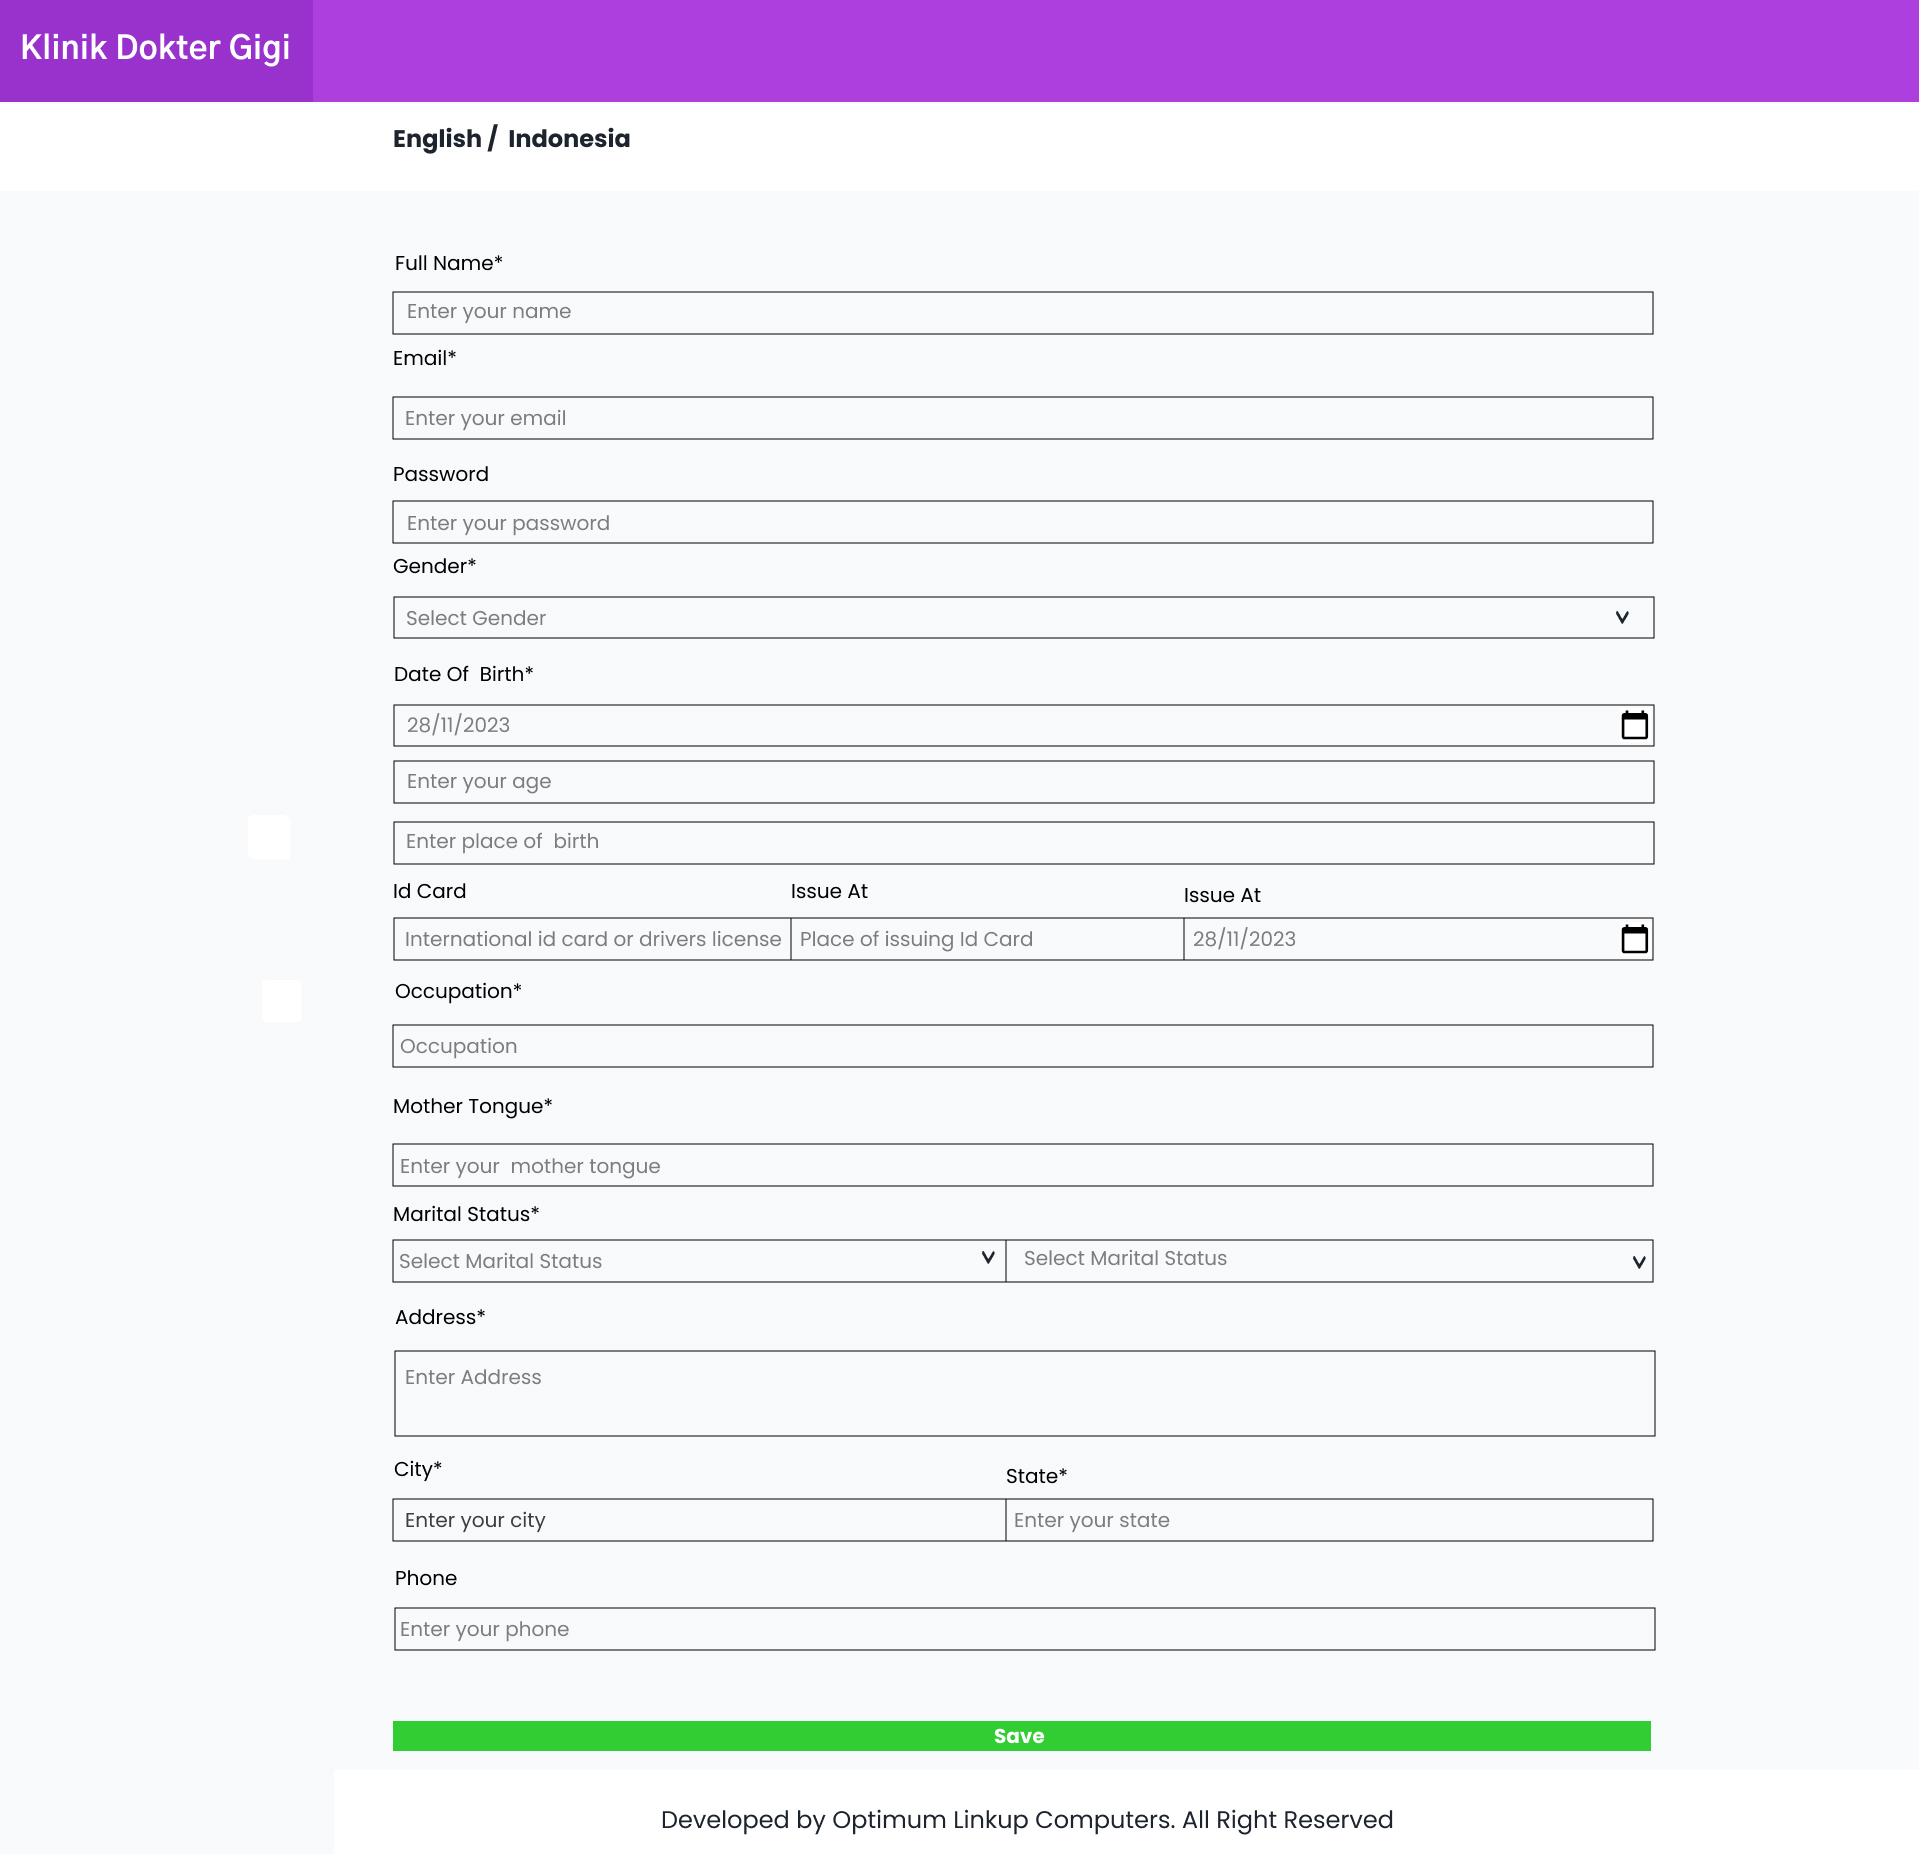 Klinik Dokter Gigi
English / Indonesia
Full Name*
Enter your name
Email*
Enter your email
Password
Enter your password
Gender*
Select Gender
Date Of Birth*
28/11/2023
Enter your age
Enter place of birth
Id Card Issue At Issue At
International id card or drivers license Place of issuing Id Card 28/11/2023
Occupation*
Occupation
Mother Tongue*
Enter your mother tongue
Marital Status*
Select Marital Status Select Marital Status
Address*
Enter Address
City* State*
Enter your city Enter your state
Phone
Enter your phone
Save
Developed by Optimum Linkup Computers. All Right Reserved